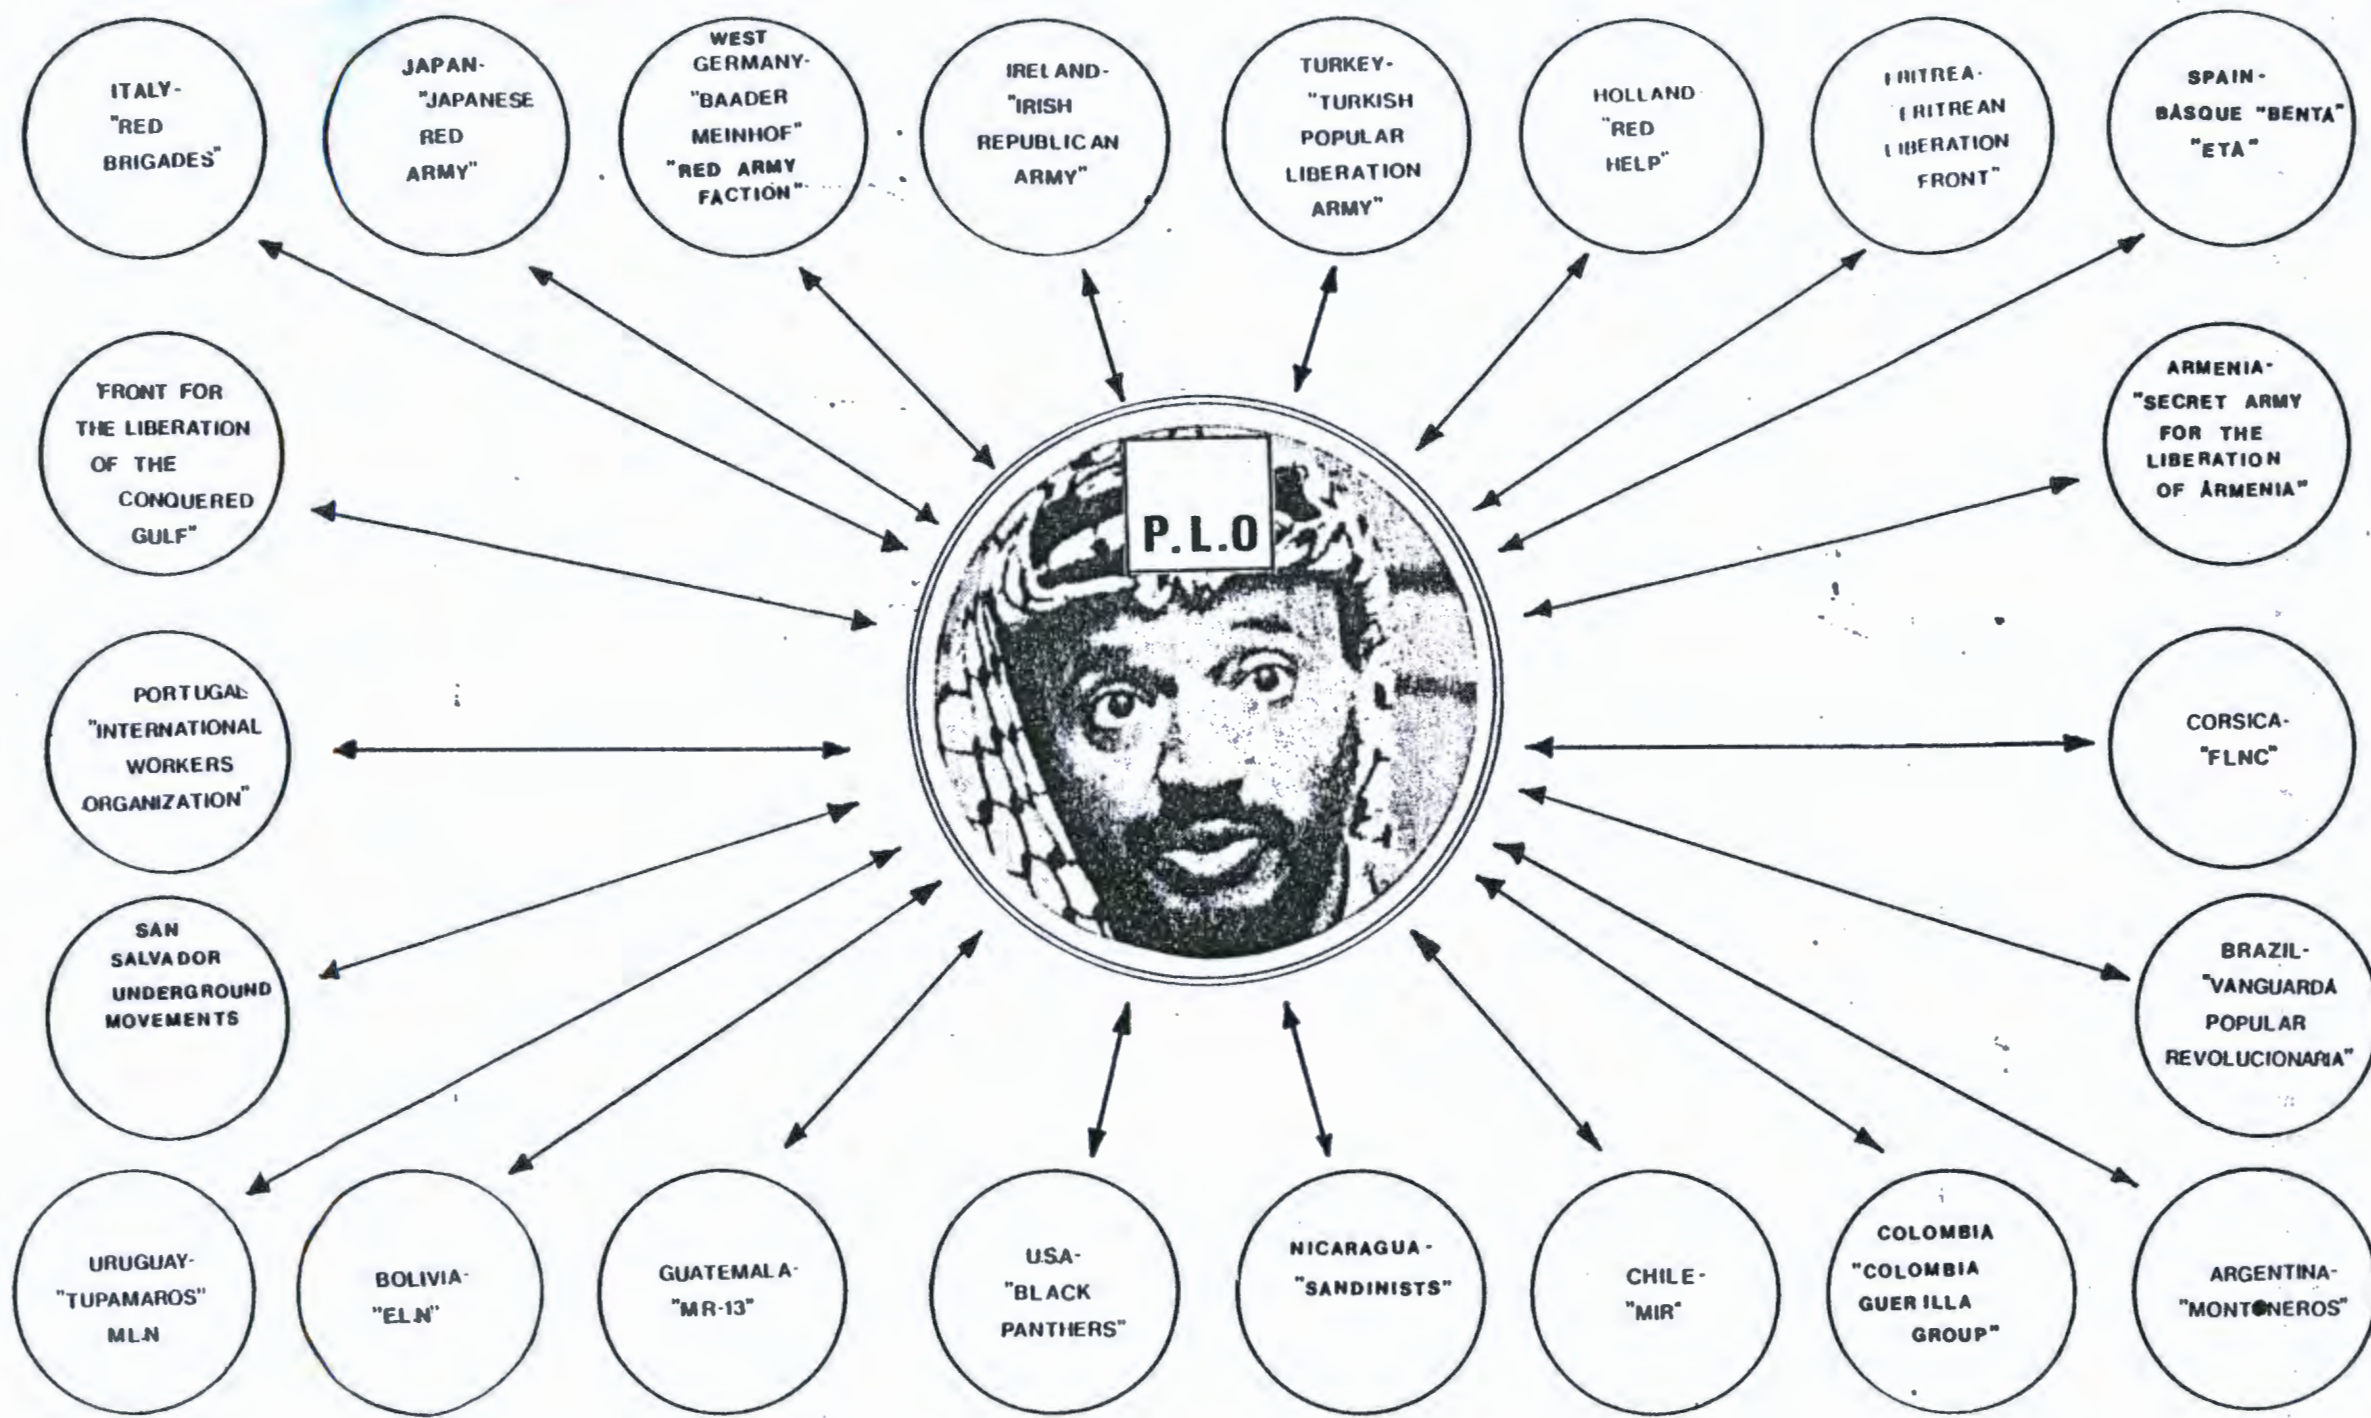 ITALY-
"RED
BRIGADES"
JAPAN-
"JAPANESE
RED
ARMY"
WEST
GERMANY-
"BAADER
MEINHOF"
"RED ARMY
FACTION"
IRELAND-
"IRISH
REPUBLICAN
ARMY"
TURKEY-
"TURKISH
POPULAR
LIBERATION
ARMY"
HOLLAND
"RED
HELP"
ERITREA-
ERITREAN
LIBERATION
FRONT"
SPAIN-
BASQUE "BENTA"
"ETA"
"FRONT FOR
THE LIBERATION
OF THE
CONQUERED
GULF"
P.L.O
ARMENIA-
"SECRET ARMY
FOR THE
LIBERATION
OF ARMENIA"
PORTUGAL
"INTERNATIONAL
WORKERS
ORGANIZATION"
CORSICA-
"FLNC"
SAN
SALVADOR
UNDERGROUND
MOVEMENTS
BRAZIL-
"VANGUARDA
POPULAR
REVOLUCIONARIA"
URUGUAY-
"TUPAMAROS"
ML.N
BOLIVIA-
"EL.N"
GUATEMALA-
"MR-13"
U.S.A-
"BLACK
PANTHERS"
NICARAGUA-
"SANDINISTS"
CHILE-
"MIR"
COLOMBIA
"COLOMBIA
GUERILLA
GROUP"
ARGENTINA-
"MONTONEROS"